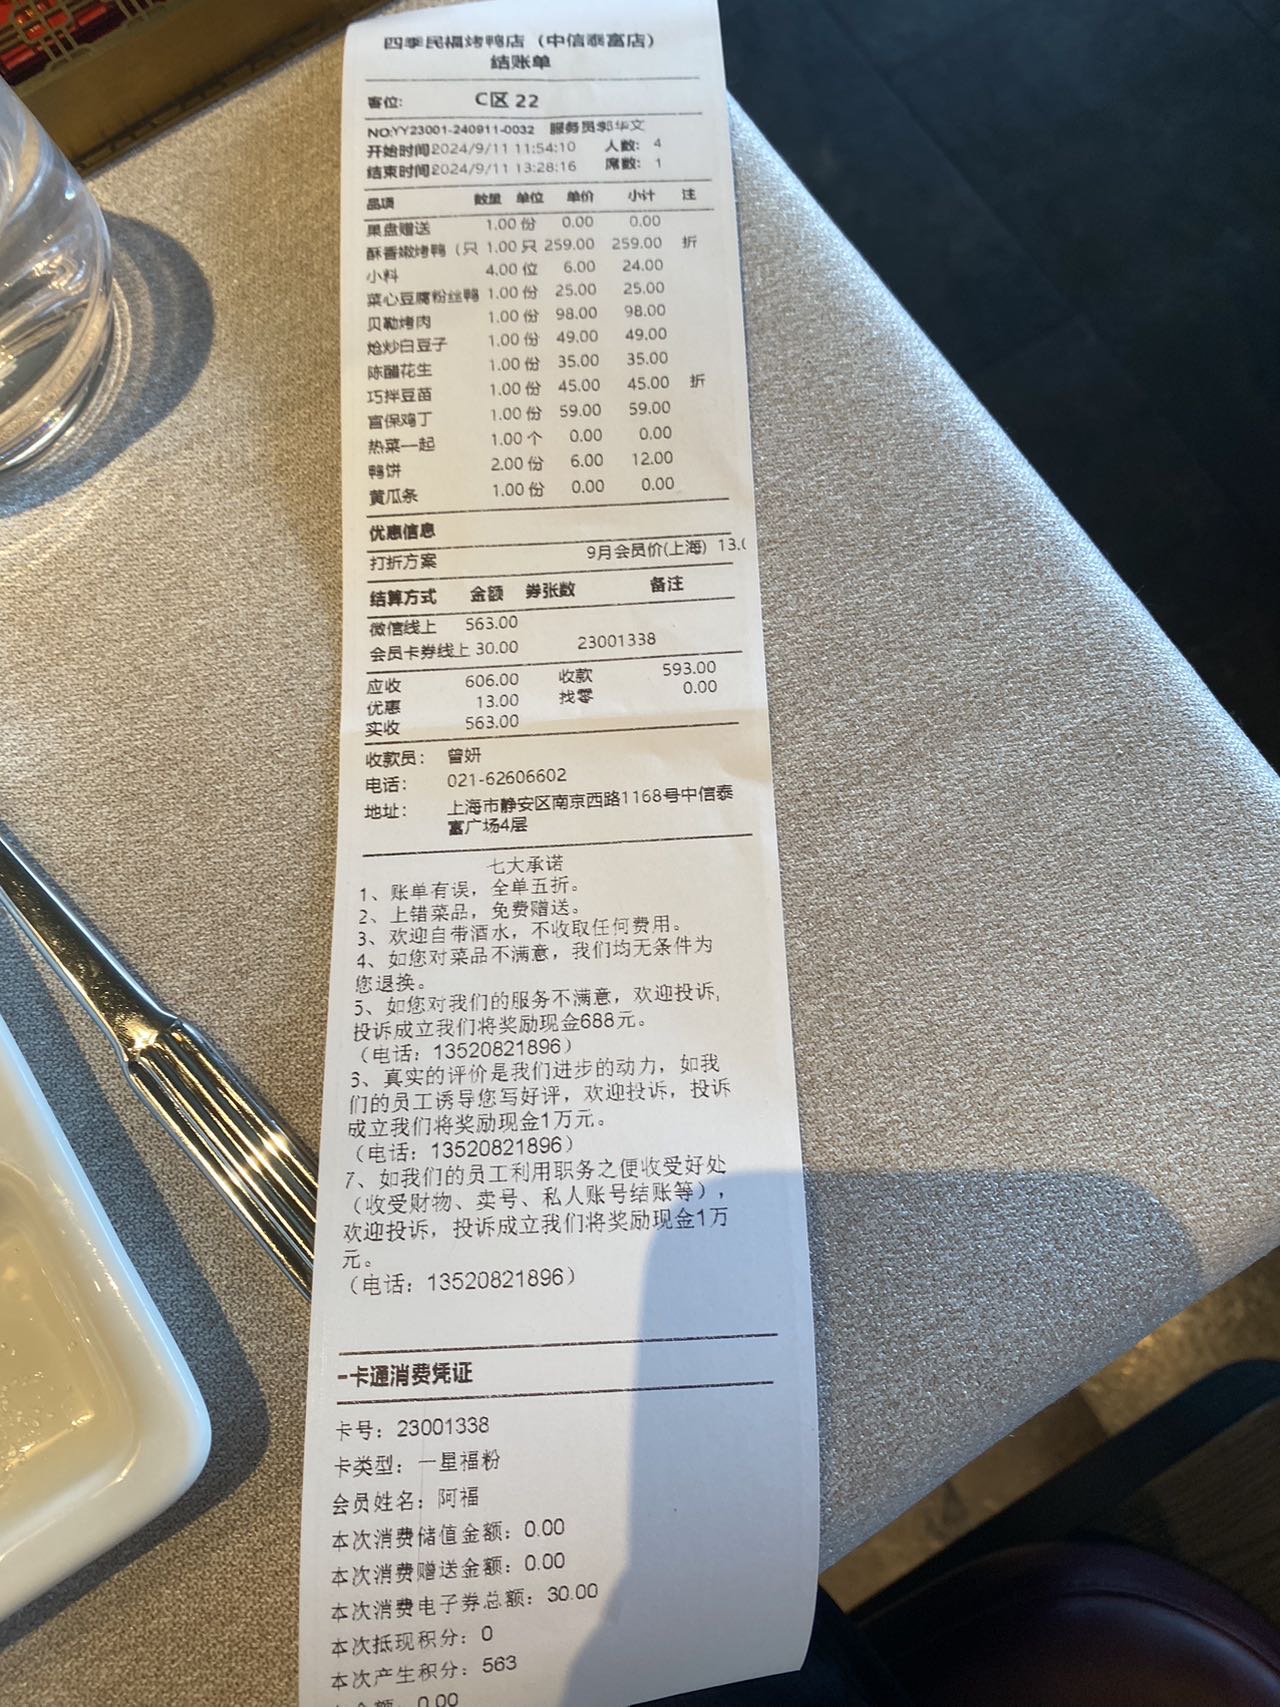 四季民福烤鸭店（中信泰富店）
结账单
客位: C区 22
NO:YY23001-240911-0032 服务员:郭华文
开始时间2024/9/11 11:54:10 人数: 4
结束时间2024/9/11 13:28:16 席数: 1
品项 数量 单位 单价 小计 注
果盘赠送 1.00 份 0.00 0.00
酥香嫩烤鸭（只 1.00 只 259.00 259.00 折
小料 4.00 位 6.00 24.00
菜心豆腐粉丝鸭 1.00 份 25.00 25.00
贝勒烤肉 1.00 份 98.00 98.00
炝炒白豆子 1.00 份 49.00 49.00
陈醋花生 1.00 份 35.00 35.00
巧拌豆苗 1.00 份 45.00 45.00 折
宫保鸡丁 1.00 份 59.00 59.00
热菜一起 1.00 个 0.00 0.00
鸭饼 2.00 份 6.00 12.00
黄瓜条 1.00 份 0.00 0.00
优惠信息
打折方案 9月会员价(上海) 13.0
结算方式 金额 券张数 备注
微信线上 563.00
会员卡券线上 30.00 23001338
应收 606.00 收款 593.00
优惠 13.00 找零 0.00
实收 563.00
收款员: 曾妍
电话: 021-62606602
地址: 上海市静安区南京西路1168号中信泰
富广场4层
七大承诺
1、账单有误，全单五折。
2、上错菜品，免费赠送。
3、欢迎自带酒水，不收取任何费用。
4、如您对菜品不满意，我们均无条件为
您退换。
5、如您对我们的服务不满意，欢迎投诉,
投诉成立我们将奖励现金688元。
（电话：13520821896）
3、真实的评价是我们进步的动力，如我
们的员工诱导您写好评，欢迎投诉，投诉
成立我们将奖励现金1万元。
（电话：13520821896）
7、如我们的员工利用职务之便收受好处
（收受财物、卖号、私人账号结账等），
欢迎投诉，投诉成立我们将奖励现金1万
元。
（电话：13520821896）
一卡通消费凭证
卡号：23001338
卡类型：一星福粉
会员姓名：阿福
本次消费储值金额：0.00
本次消费赠送金额：0.00
本次消费电子券总额：30.00
本次抵现积分：0
本次产生积分：563
金额：0.00